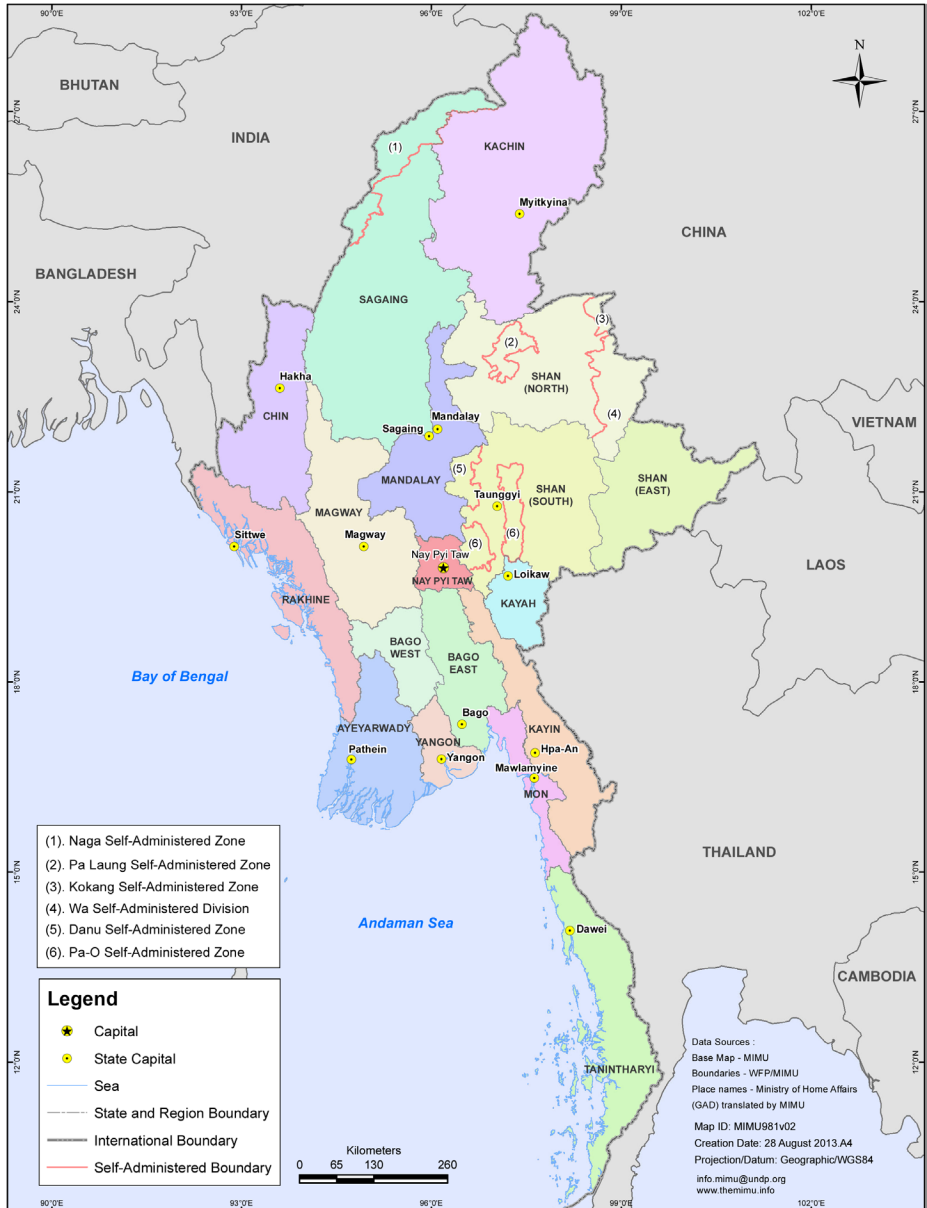 90°0'E
93°0'E
96°0'E
99°0'E
102°0'E
N
27°0'N
27°0'N
BHUTAN
INDIA
(1)
KACHIN
Myitkyina
CHINA
BANGLADESH
24°0'N
24°0'N
SAGAING
(3)
(2)
SHAN
(NORTH)
Hakha
CHIN
Mandalay
Sagaing
(4)
VIETNAM
(5)
MANDALAY
21°0'N
21°0'N
SHAN
(EAST)
SHAN
(SOUTH)
Taunggyi
MAGWAY
Sittwe
Magway
(6)
(6)
Nay Pyi Taw
NAY PYI TAW
LAOS
Loikaw
KAYAH
RAKHINE
BAGO
WEST
BAGO
EAST
Bay of Bengal
18°0'N
18°0'N
Bago
AYEYARWADY
YANGON
KAYIN
Pathein
Yangon
Hpa-An
Mawlamyine
MON
(1). Naga Self-Administered Zone
(2). Pa Laung Self-Administered Zone
(3). Kokang Self-Administered Zone
(4). Wa Self-Administered Division
(5). Danu Self-Administered Zone
(6). Pa-O Self-Administered Zone
THAILAND
15°0'N
15°0'N
Andaman Sea
Dawei
CAMBODIA
Legend
Capital
State Capital
Sea
State and Region Boundary
International Boundary
Self-Administered Boundary
12°0'N
12°0'N
TANINTHARYI
Kilometers
0 65 130 260
Data Sources :
Base Map - MIMU
Boundaries - WFP/MIMU
Place names - Ministry of Home Affairs
(GAD) translated by MIMU
Map ID: MIMU981v02
Creation Date: 28 August 2013.A4
Projection/Datum: Geographic/WGS84
info.mimu@undp.org
www.themimu.info
90°0'E
93°0'E
96°0'E
99°0'E
102°0'E